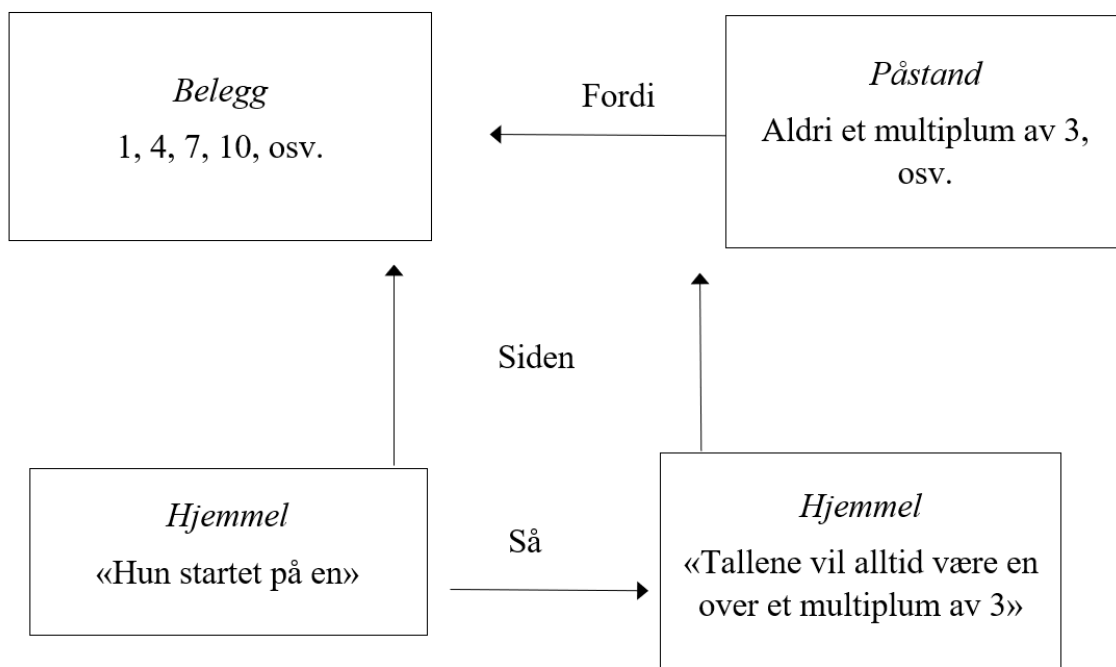 Belegg
1, 4, 7, 10, osv.
Fordi
Påstand
Aldri et multiplum av 3,
osv.
Siden
Hjemmel
«Hun startet på en»
Så
Hjemmel
«Tallene vil alltid være en
over et multiplum av 3»